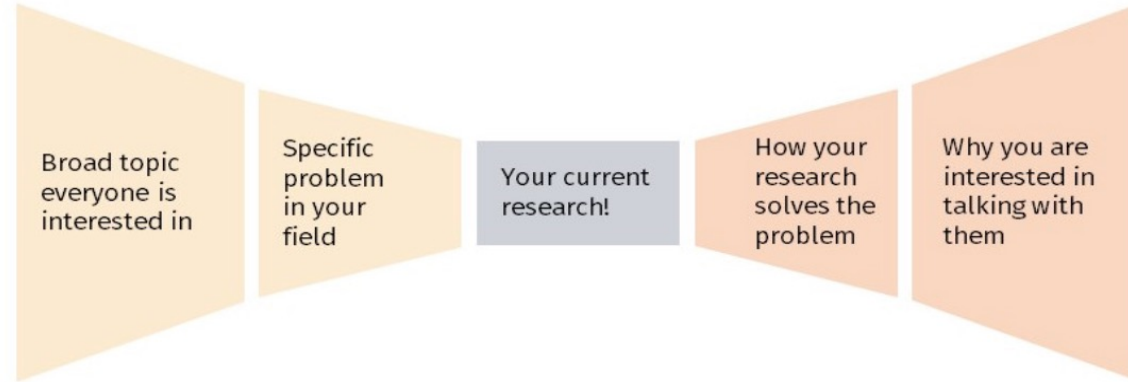 Broad topic
everyone is
interested in
Specific
problem
in your
field
Your current
research!
How your
research
solves the
problem
Why you are
interested in
talking with
them